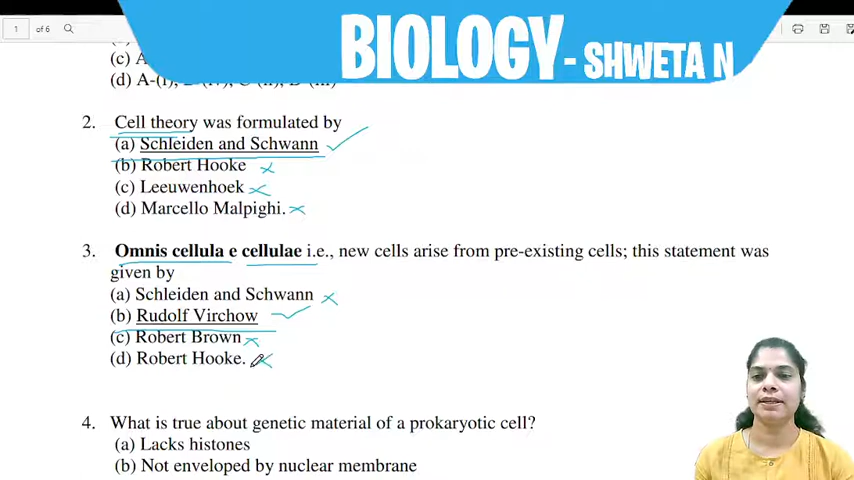 1 of 6
BIOLOGY - SHWETA N
(c) A
(d) A-(i),
2. Cell theory was formulated by
(a) Schleiden and Schwann
(b) Robert Hooke
(c) Leeuwenhoek
(d) Marcello Malpighi.
3. Omnis cellula e cellulae i.e., new cells arise from pre-existing cells; this statement was
given by
(a) Schleiden and Schwann
(b) Rudolf Virchow
(c) Robert Brown
(d) Robert Hooke.
4. What is true about genetic material of a prokaryotic cell?
(a) Lacks histones
(b) Not enveloped by nuclear membrane